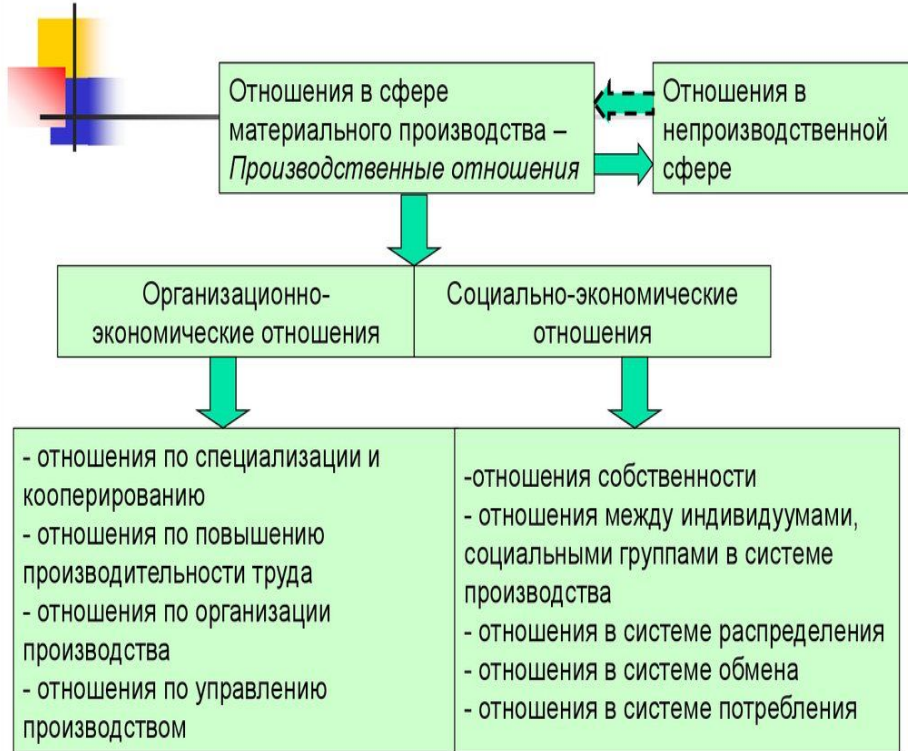 Отношения в сфере
материального производства –
Производственные отношения
Отношения в
непроизводственной
сфере
Организационно-
экономические отношения
Социально-экономические
отношения
- отношения по специализации и
кооперированию
- отношения по повышению
производительности труда
- отношения по организации
производства
- отношения по управлению
производством
-отношения собственности
- отношения между индивидуумами,
социальными группами в системе
производства
- отношения в системе распределения
- отношения в системе обмена
- отношения в системе потребления